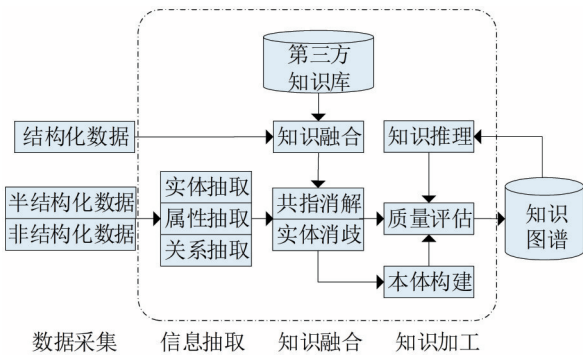 第三方
知识库
结构化数据
知识融合
知识推理
半结构化数据
非结构化数据
实体抽取
属性抽取
关系抽取
共指消解
实体消歧
质量评估
知识
图谱
本体构建
数据采集
信息抽取
知识融合
知识加工